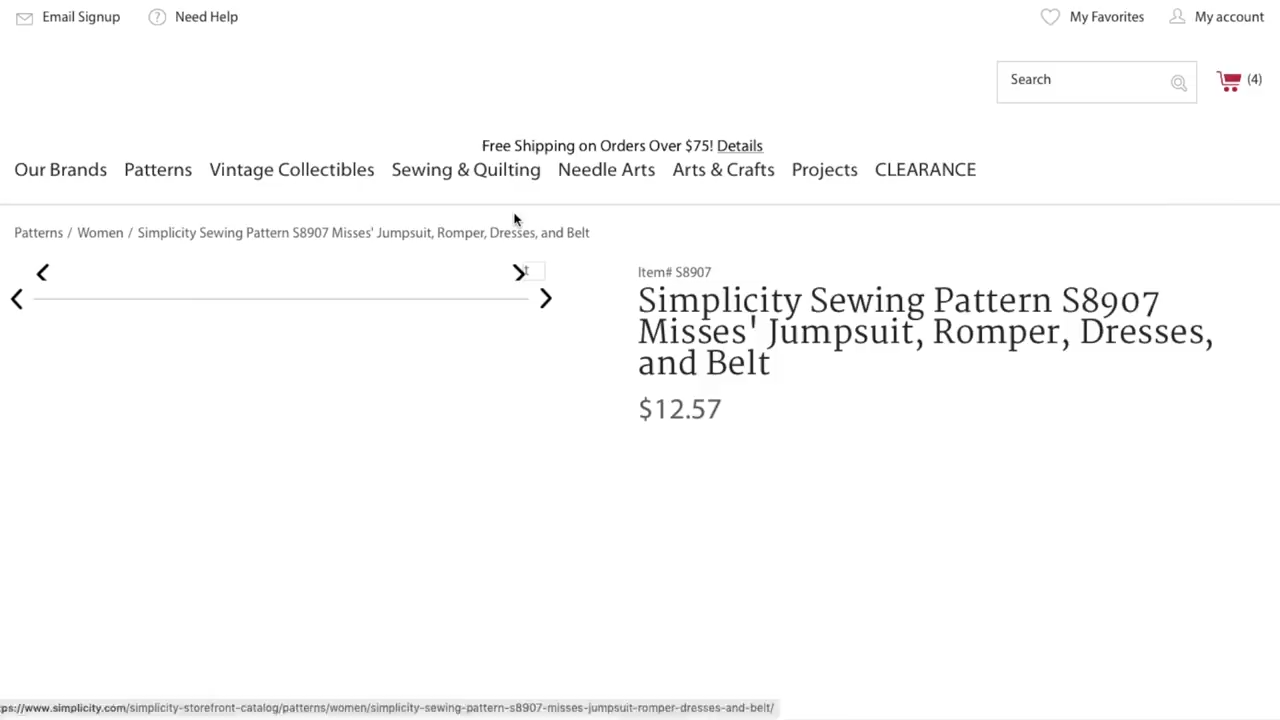 Email Signup
Need Help
My Favorites
My account
Search
(4)
Free Shipping on Orders Over $75! Details
Our Brands
Patterns
Vintage Collectibles
Sewing & Quilting
Needle Arts
Arts & Crafts
Projects
CLEARANCE
Patterns / Women / Simplicity Sewing Pattern S8907 Misses' Jumpsuit, Romper, Dresses, and Belt
Item# S8907
Simplicity Sewing Pattern S8907
Misses' Jumpsuit, Romper, Dresses,
and Belt
$12.57
ps://www.simplicity.com/simplicity-storefront-catalog/patterns/women/simplicity-sewing-pattern-s8907-misses-jumpsuit-romper-dresses-and-belt/